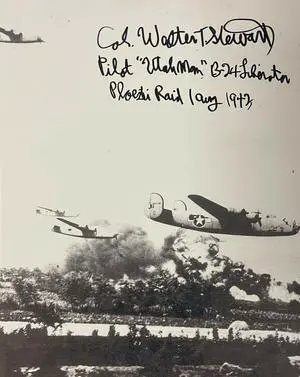 Col. Walter T Stewart
Pilot "Utah Man" B-24 Liberator
Ploesti Raid 1 Aug 1943